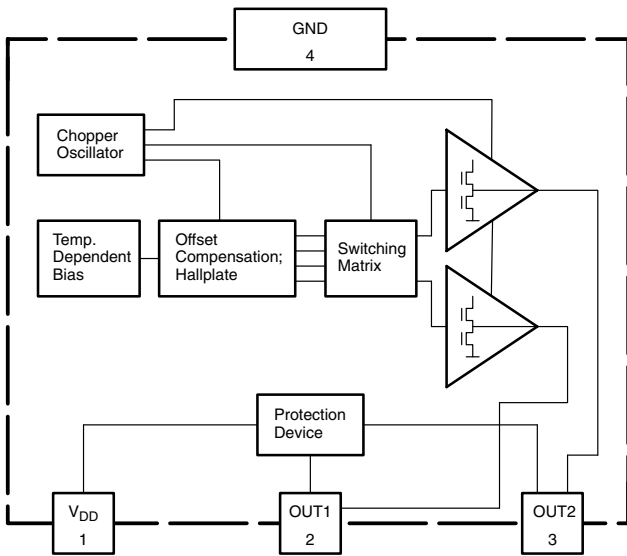 GND
4
Chopper
Oscillator
Temp.
Dependent
Bias
Offset
Compensation;
Hallplate
Switching
Matrix
Protection
Device
VDD
1
OUT1
2
OUT2
3